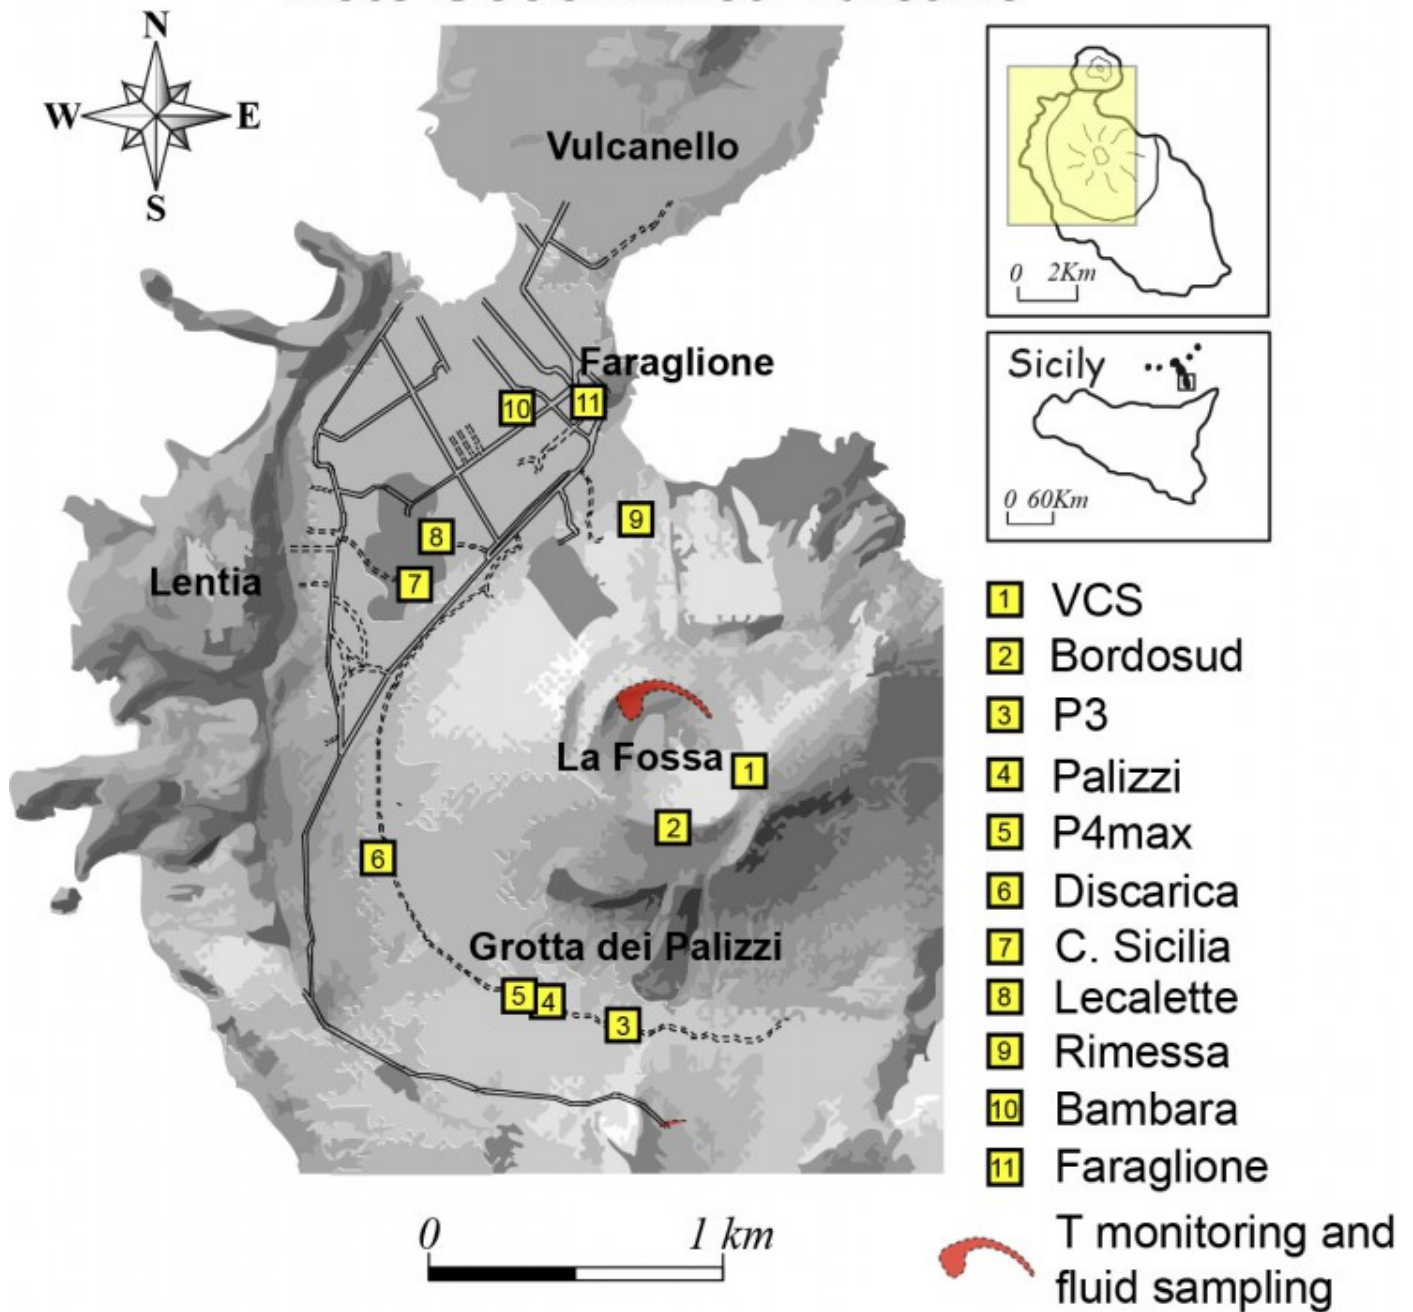 N
W E
S
Vulcanello
Faraglione
10
11
9
8
7
Lentia
La Fossa
1
2
6
Grotta dei Palizzi
5
4
3
0 1 km
0 2Km
Sicily
0 60Km
1 VCS
2 Bordosud
3 P3
4 Palizzi
5 P4max
6 Discarica
7 C. Sicilia
8 Lecalette
9 Rimessa
10 Bambara
11 Faraglione
T monitoring and
fluid sampling